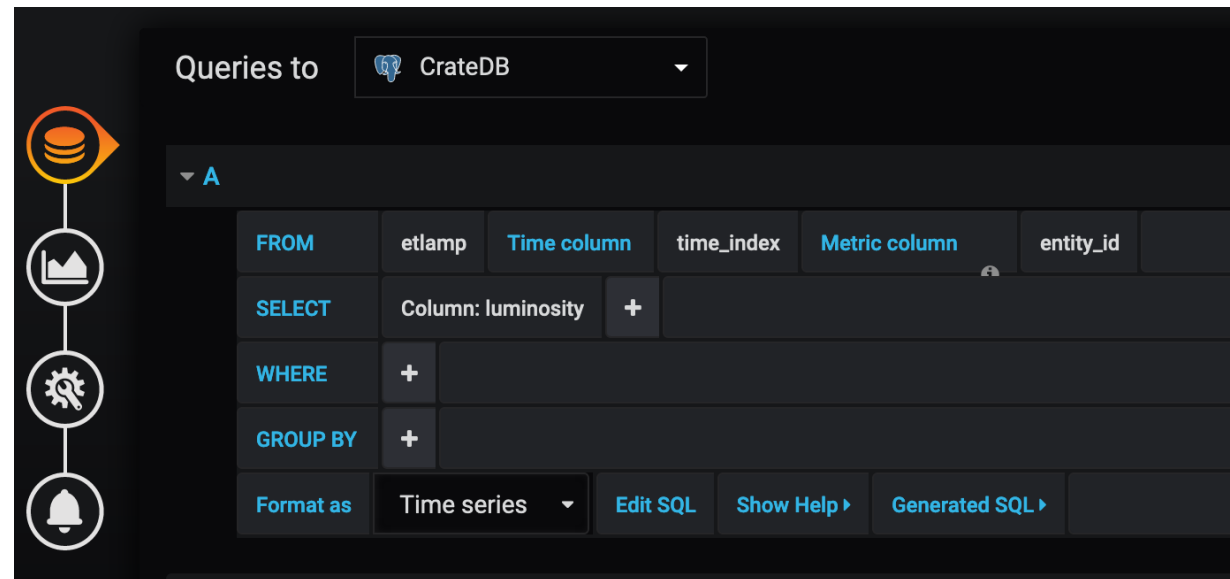 Queries to CrateDB
A
FROM etlamp Time column time_index Metric column entity_id
SELECT Column: luminosity +
WHERE +
GROUP BY +
Format as Time series Edit SQL Show Help Generated SQL